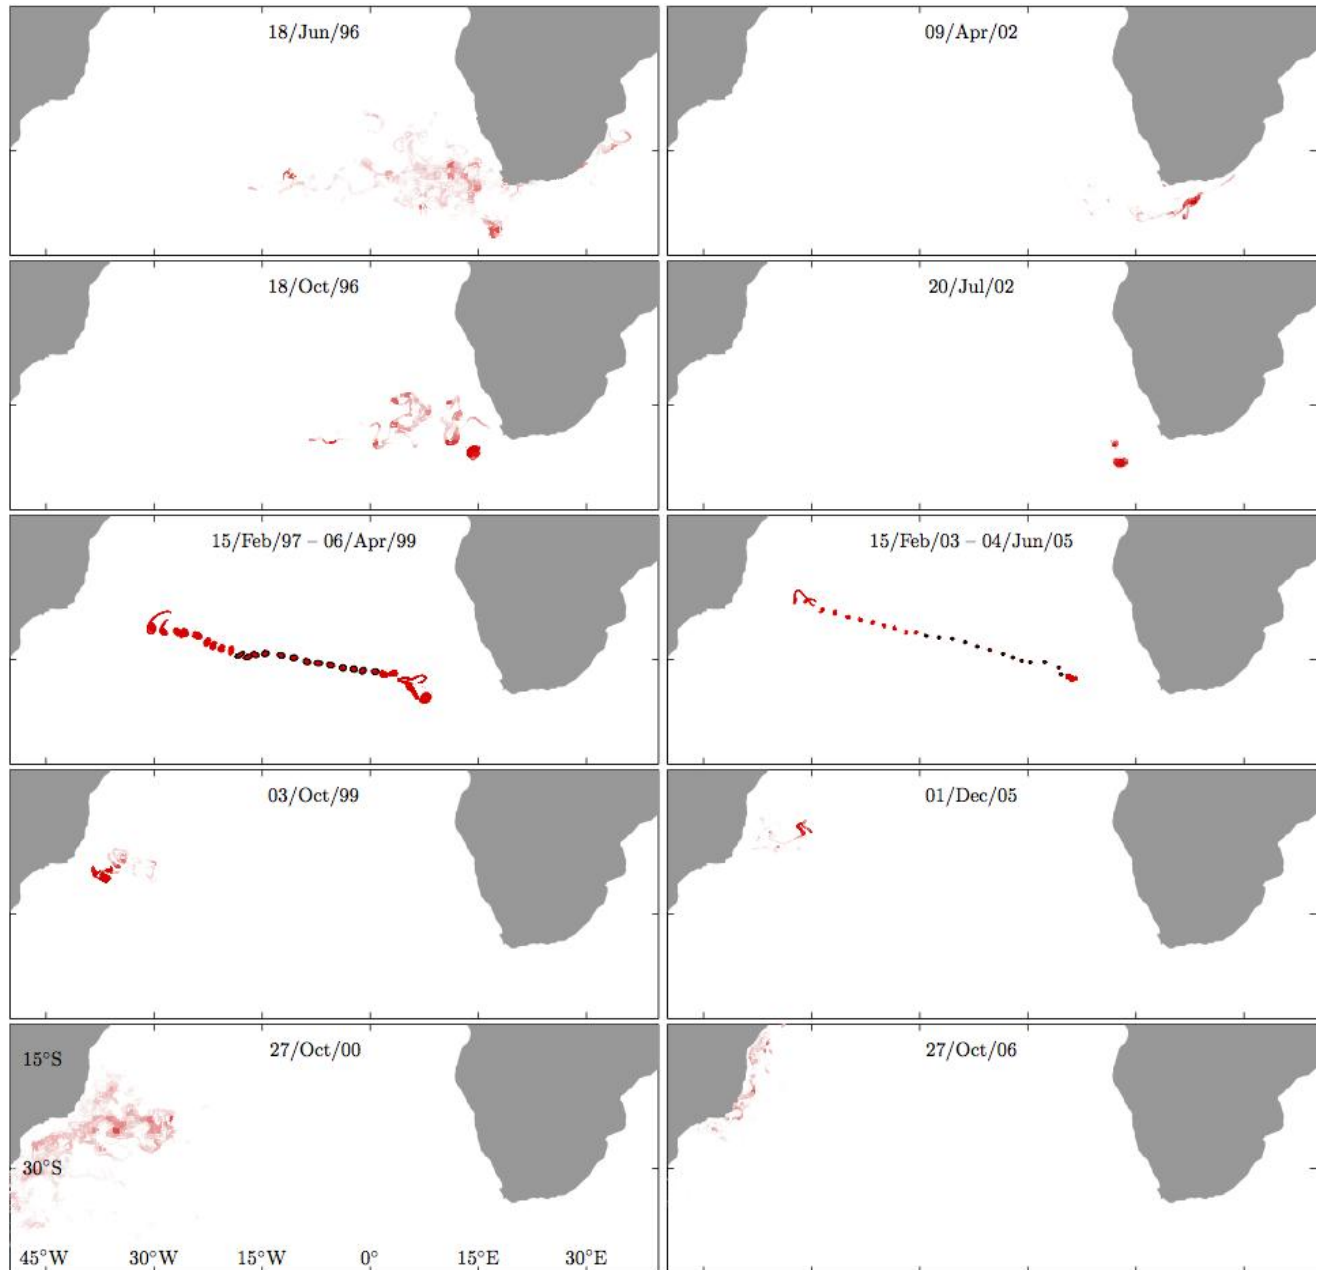 18/Jun/96
09/Apr/02
18/Oct/96
20/Jul/02
15/Feb/97 – 06/Apr/99
15/Feb/03 – 04/Jun/05
03/Oct/99
01/Dec/05
27/Oct/00
27/Oct/06
15°S
30°S
45°W 30°W 15°W 0° 15°E 30°E